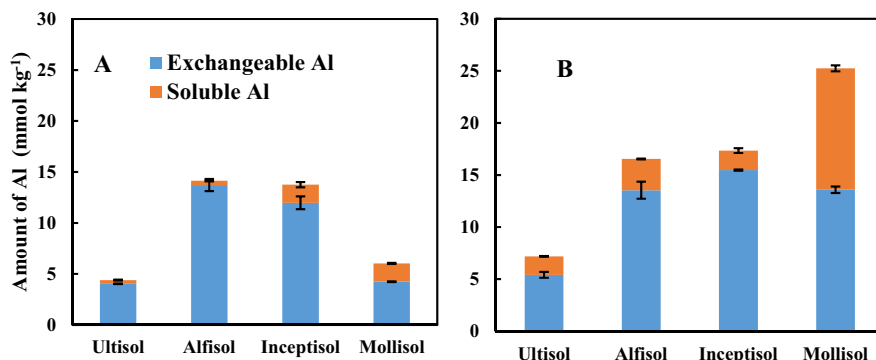 30
25
20
15
10
5
0
Amount of Al (mmol kg-1)
A
Exchangeable Al
Soluble Al
Ultisol Alfisol Inceptisol Mollisol
30
25
20
15
10
5
0
B
Ultisol Alfisol Inceptisol Mollisol